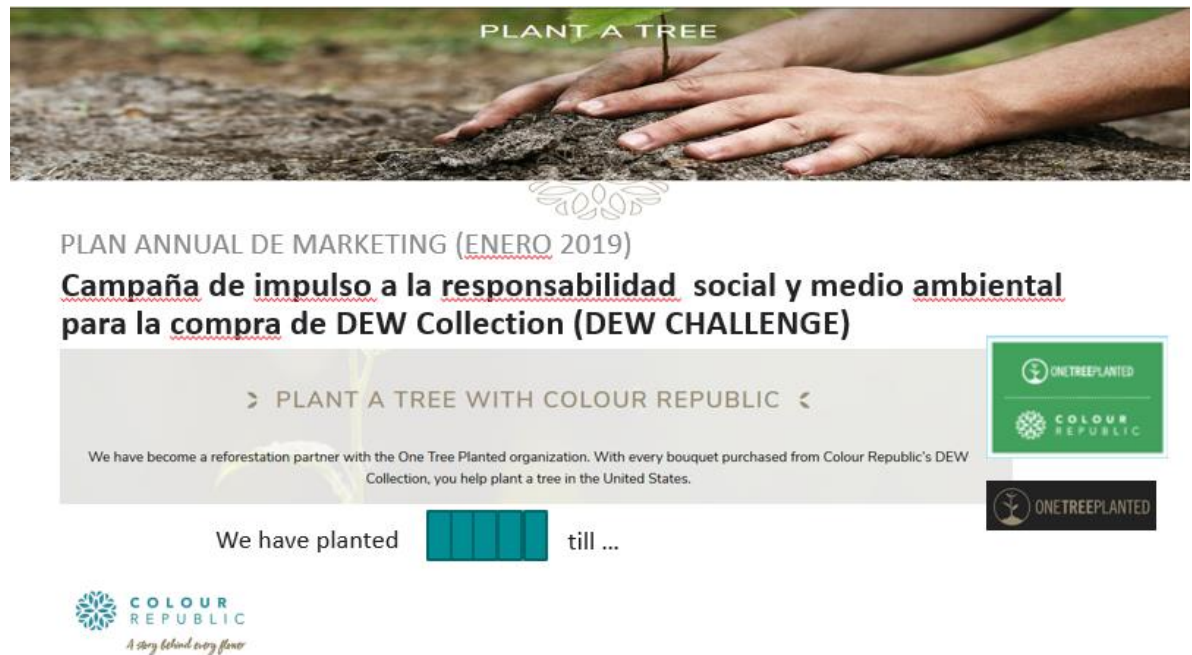 PLANT A TREE
PLAN ANNUAL DE MARKETING (ENERO 2019)
Campaña de impulso a la responsabilidad social y medio ambiental
para la compra de DEW Collection (DEW CHALLENGE)
ONETREEPLANTED
COLOUR
REPUBLIC
PLANT A TREE WITH COLOUR REPUBLIC
We have become a reforestation partner with the One Tree Planted organization. With every bouquet purchased from Colour Republic's DEW
Collection, you help plant a tree in the United States.
ONETREEPLANTED
We have planted till ...
COLOUR
REPUBLIC
A story behind every flower